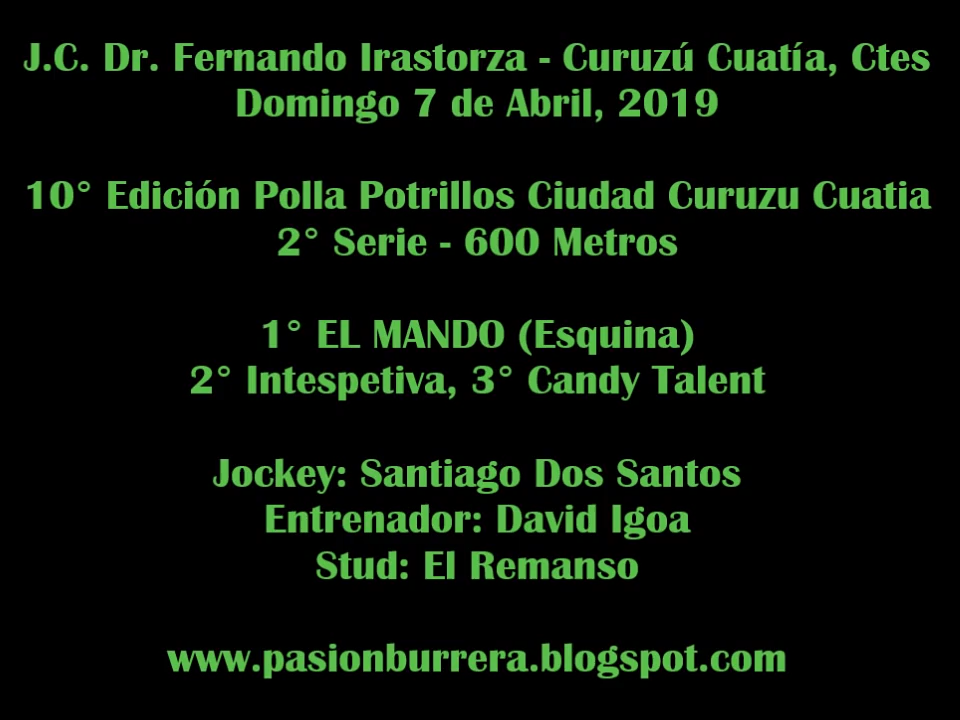 J.C. Dr. Fernando Irastorza - Curuzú Cuatía, Ctes
Domingo 7 de Abril, 2019
10° Edición Polla Potrillos Ciudad Curuzu Cuatia
2° Serie - 600 Metros
1° EL MANDO (Esquina)
2° Intespetiva, 3° Candy Talent
Jockey: Santiago Dos Santos
Entrenador: David Igoa
Stud: El Remanso
www.pasionburrera.blogspot.com